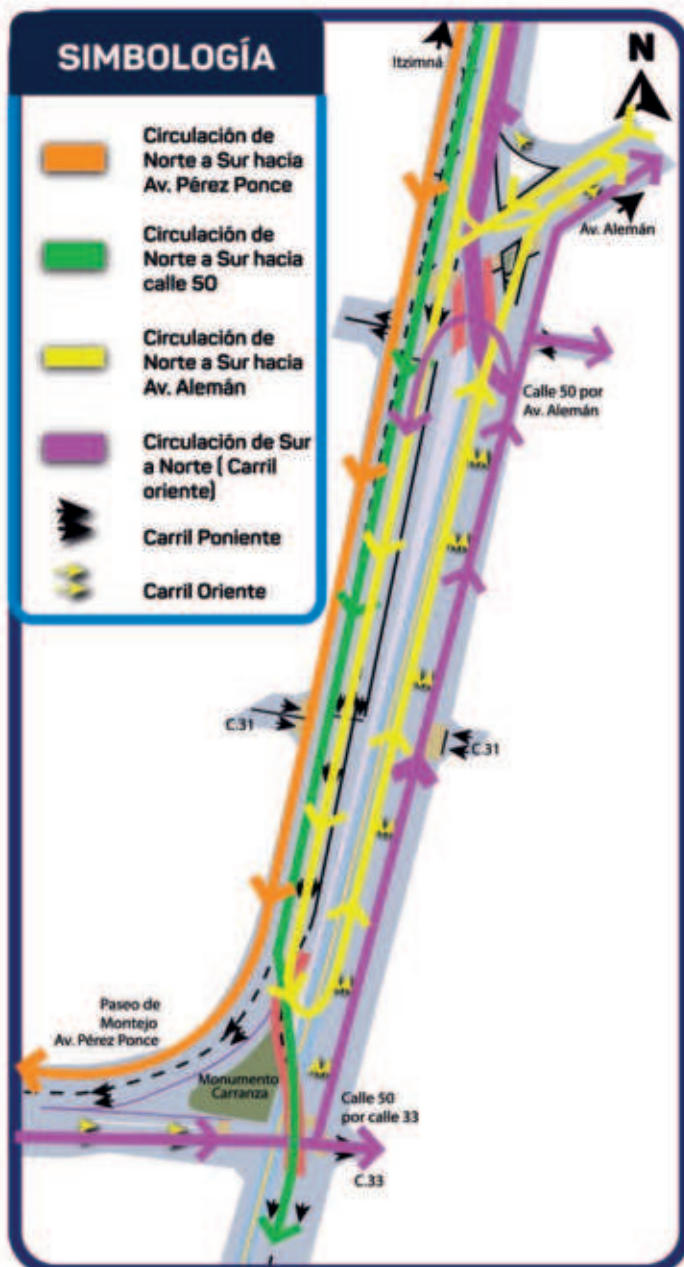 SIMBOLOGÍA
Circulación de
Norte a Sur hacia
Av. Pérez Ponce
Circulación de
Norte a Sur hacia
calle 50
Circulación de
Norte a Sur hacia
Av. Alemán
Circulación de Sur
a Norte ( Carril
oriente)
Carril Poniente
Carril Oriente
Itzimná
N
Av. Alemán
Calle 50 por
Av. Alemán
C.31
C.31
Paseo de
Montejo
Av. Pérez Ponce
Monumento
Carranza
Calle 50
por calle 33
C.33